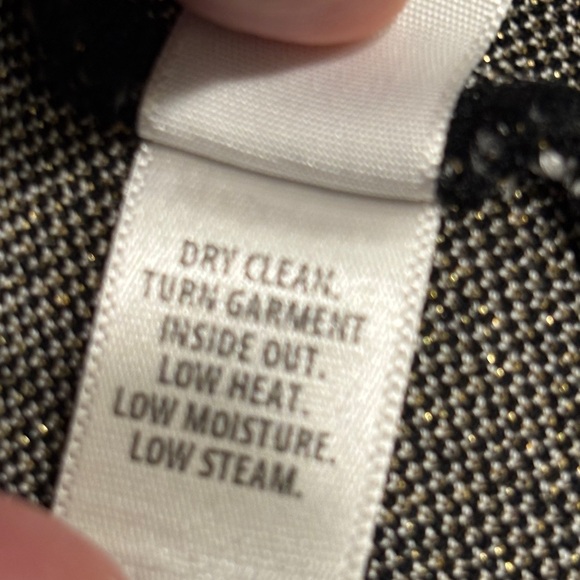 DRY CLEAN.
TURN GARMENT
INSIDE OUT.
LOW HEAT.
LOW MOISTURE.
LOW STEAM.